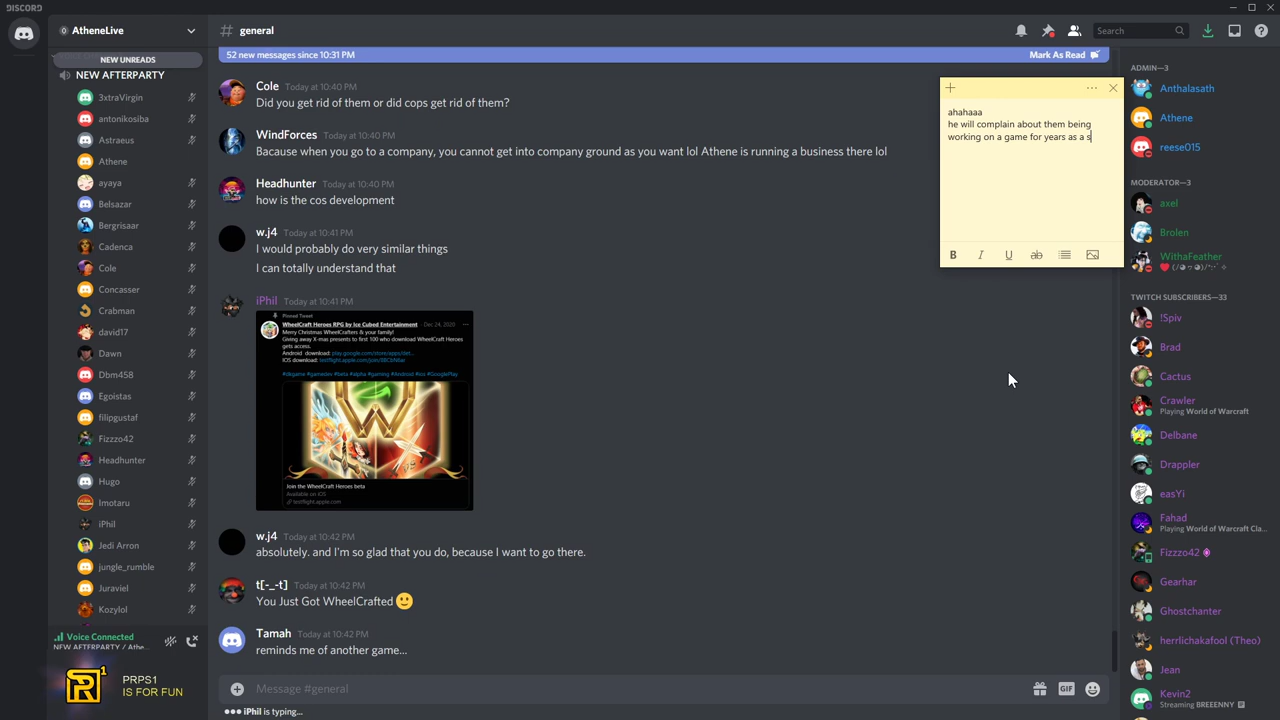 DISCORD
AtheneLive
NEW UNREADS
NEW AFTERPARTY
3xtraVirgin
antonikosiba
Astraeus
Athene
ayaya
Belsazar
Bergrisaar
Cadenca
Cole
Concasser
Crabman
david17
Dawn
Dbm458
Egoistas
filipgustaf
Fizzzo42
Headhunter
Hugo
Imotaru
iPhil
Jedi Arron
jungle_rumble
Juraviel
Kozylol
Voice Connected
NEW AFTERPARTY / Athe...
PRPS1
IS FOR FUN
# general
Search
52 new messages since 10:31 PM
Mark As Read
Cole Today at 10:40 PM
Did you get rid of them or did cops get rid of them?
WindForces Today at 10:40 PM
Bacause when you go to a company, you cannot get into company ground as you want lol Athene is running a business there lol
Headhunter Today at 10:40 PM
how is the cos development
w.j4 Today at 10:41 PM
I would probably do very similar things
I can totally understand that
iPhil Today at 10:41 PM
Pinned Tweet
WheelCraft Heroes RPG by Ice Cubed Entertainment · Dec 24, 2020
Merry Christmas WheelCrafters & your family!
Giving away X-mas presents to first 100 who download WheelCraft Heroes
gets access.
Android download: play.google.com/store/apps/det...
IOS download:
#idlegame #gamedev #beta #alpha #gaming #Android #ios #GooglePlay
Join the WheelCraft Heroes beta
Available on iOS
testflight.apple.com
w.j4 Today at 10:42 PM
absolutely. and I'm so glad that you do, because I want to go there.
t[-_-t] Today at 10:42 PM
You Just Got WheelCrafted 🙂
Tamah Today at 10:42 PM
reminds me of another game...
Message #general
GIF
iPhil is typing...
ahahaaa
he will complain about them being
working on a game for years as a s
B I U ab
ADMIN—3
Anthalasath
Athene
reese015
MODERATOR—3
axel
Brolen
WithaFeather
TWITCH SUBSCRIBERS—33
!Spiv
Brad
Cactus
Crawler
Playing World of Warcraft
Delbane
Drappler
easYi
Fahad
Playing World of Warcraft Cla...
Fizzzo42
Gearhar
Ghostchanter
herrlichakafool (Theo)
Jean
Kevin2
Streaming BREEENNY